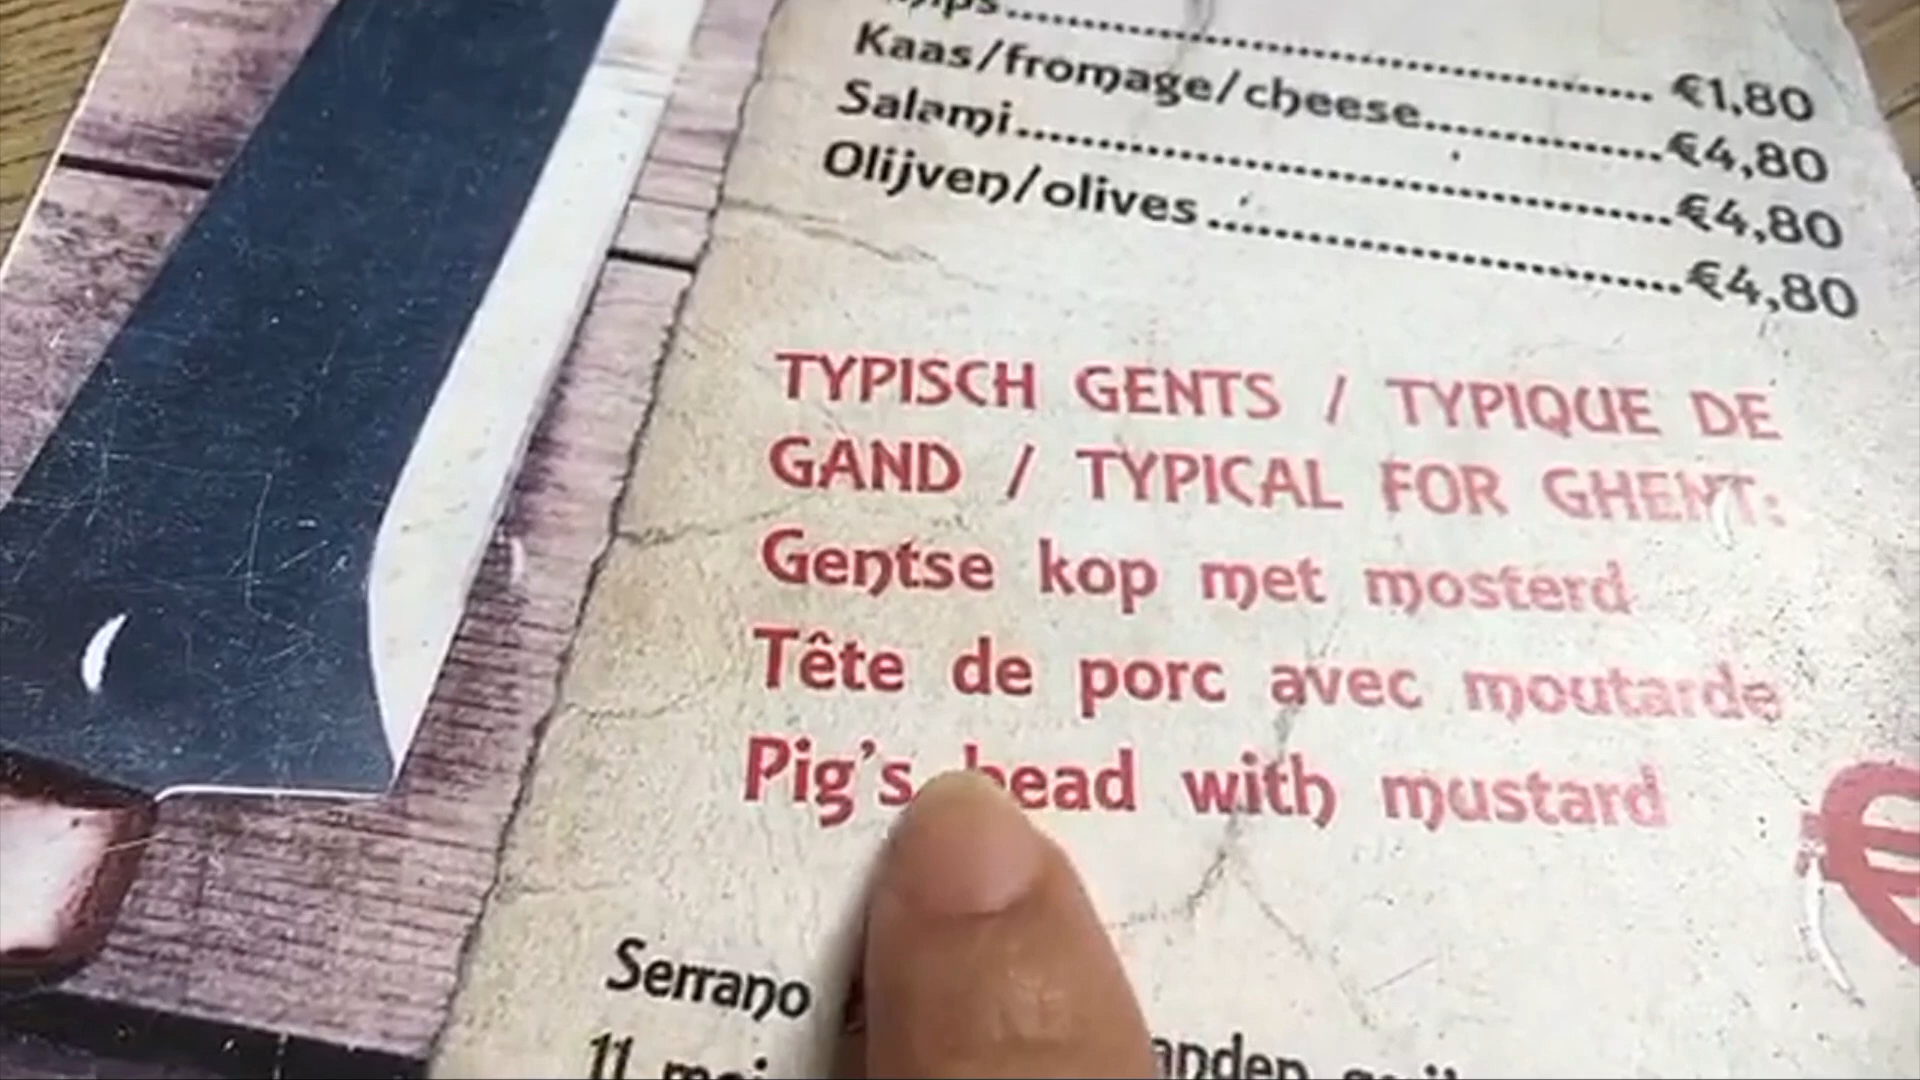 €1,80
Kaas/fromage/cheese....................€4,80
Salami....................€4,80
Olijven/olives....................€4,80
TYPISCH GENTS / TYPIQUE DE
GAND / TYPICAL FOR GHENT:
Gentse kop met mosterd
Tête de porc avec moutarde
Pig's head with mustard
€
Serrano
11